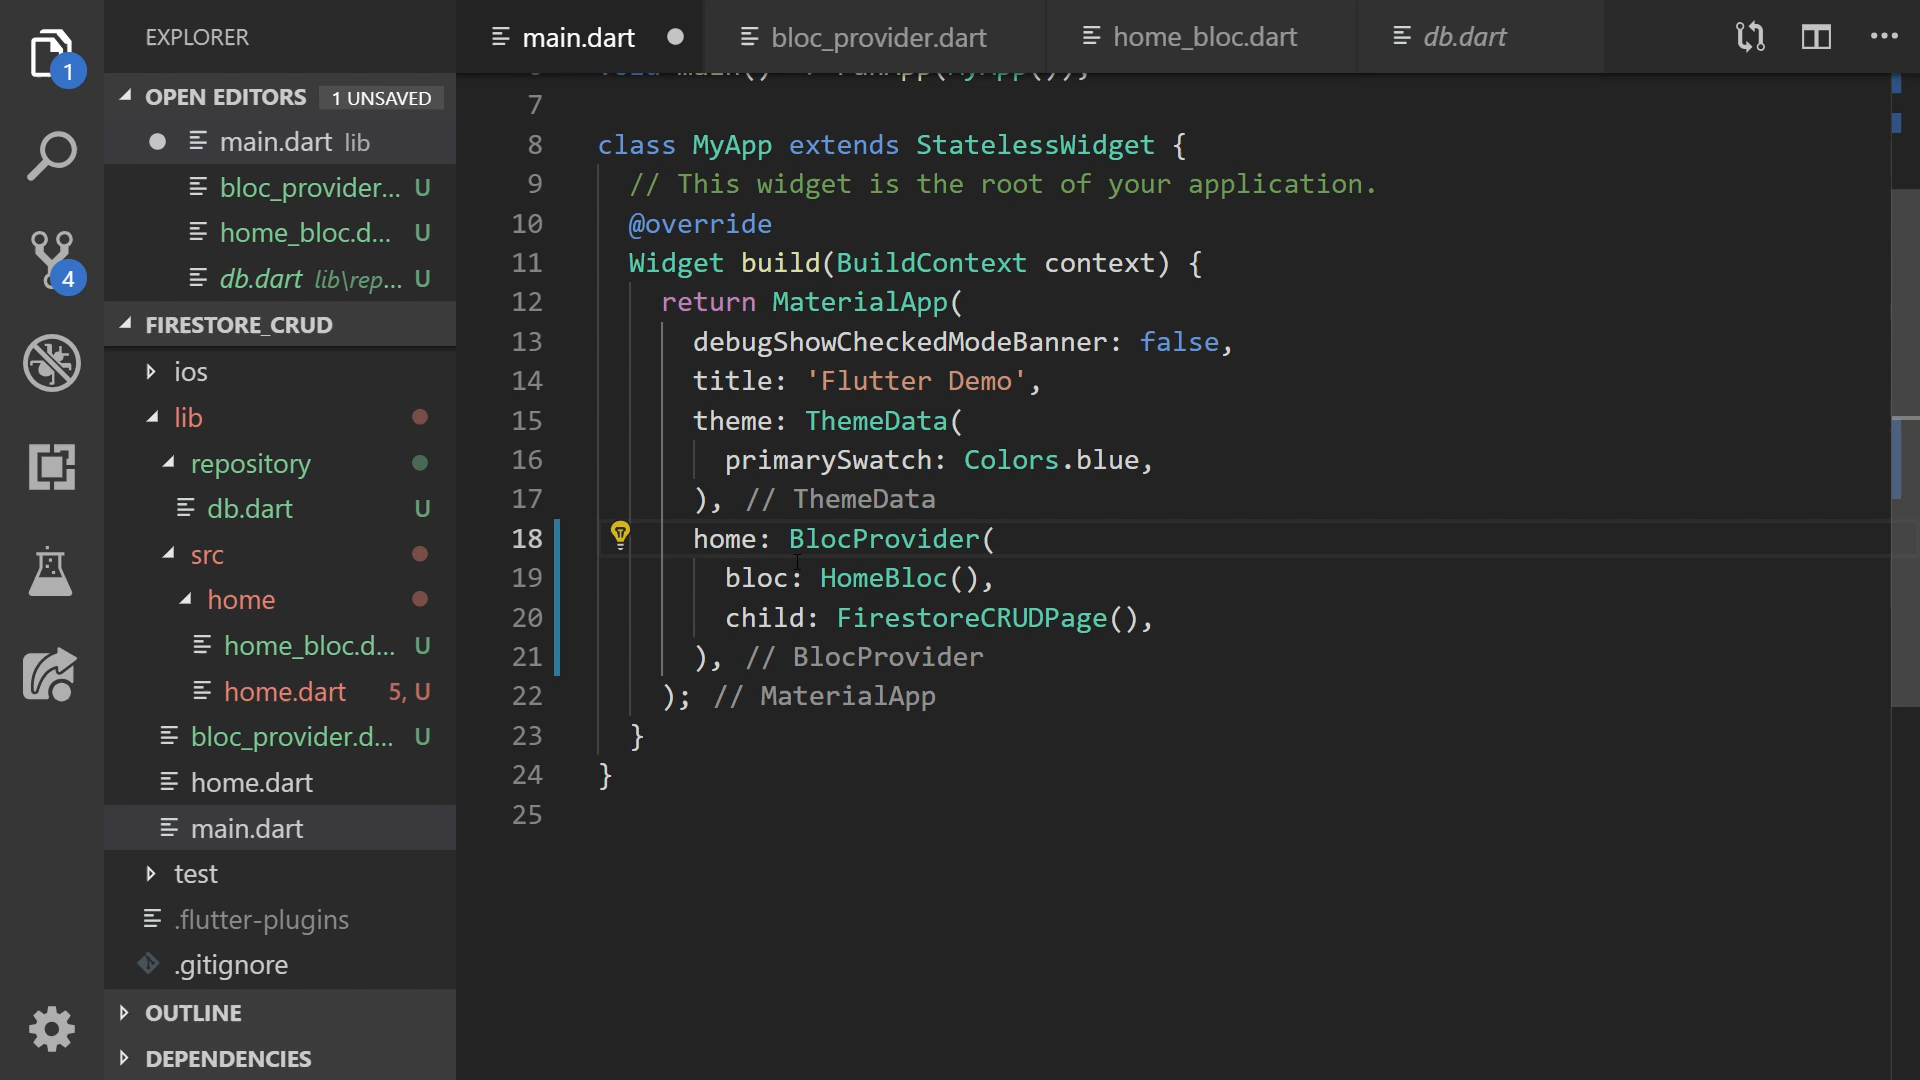 EXPLORER
main.dart
bloc_provider.dart
home_bloc.dart
db.dart
1
4
OPEN EDITORS 1 UNSAVED
main.dart lib
bloc_provider... U
home_bloc.d... U
db.dart lib\rep... U
FIRESTORE_CRUD
ios
lib
repository
db.dart U
src
home
home_bloc.d... U
home.dart 5, U
bloc_provider.d... U
home.dart
main.dart
test
.flutter-plugins
.gitignore
OUTLINE
DEPENDENCIES
7
8 class MyApp extends StatelessWidget {
9 // This widget is the root of your application.
10 @override
11 Widget build(BuildContext context) {
12 return MaterialApp(
13 debugShowCheckedModeBanner: false,
14 title: 'Flutter Demo',
15 theme: ThemeData(
16 primarySwatch: Colors.blue,
17 ), // ThemeData
18 home: BlocProvider(
19 bloc: HomeBloc(),
20 child: FirestoreCRUDPage(),
21 ), // BlocProvider
22 ); // MaterialApp
23 }
24 }
25